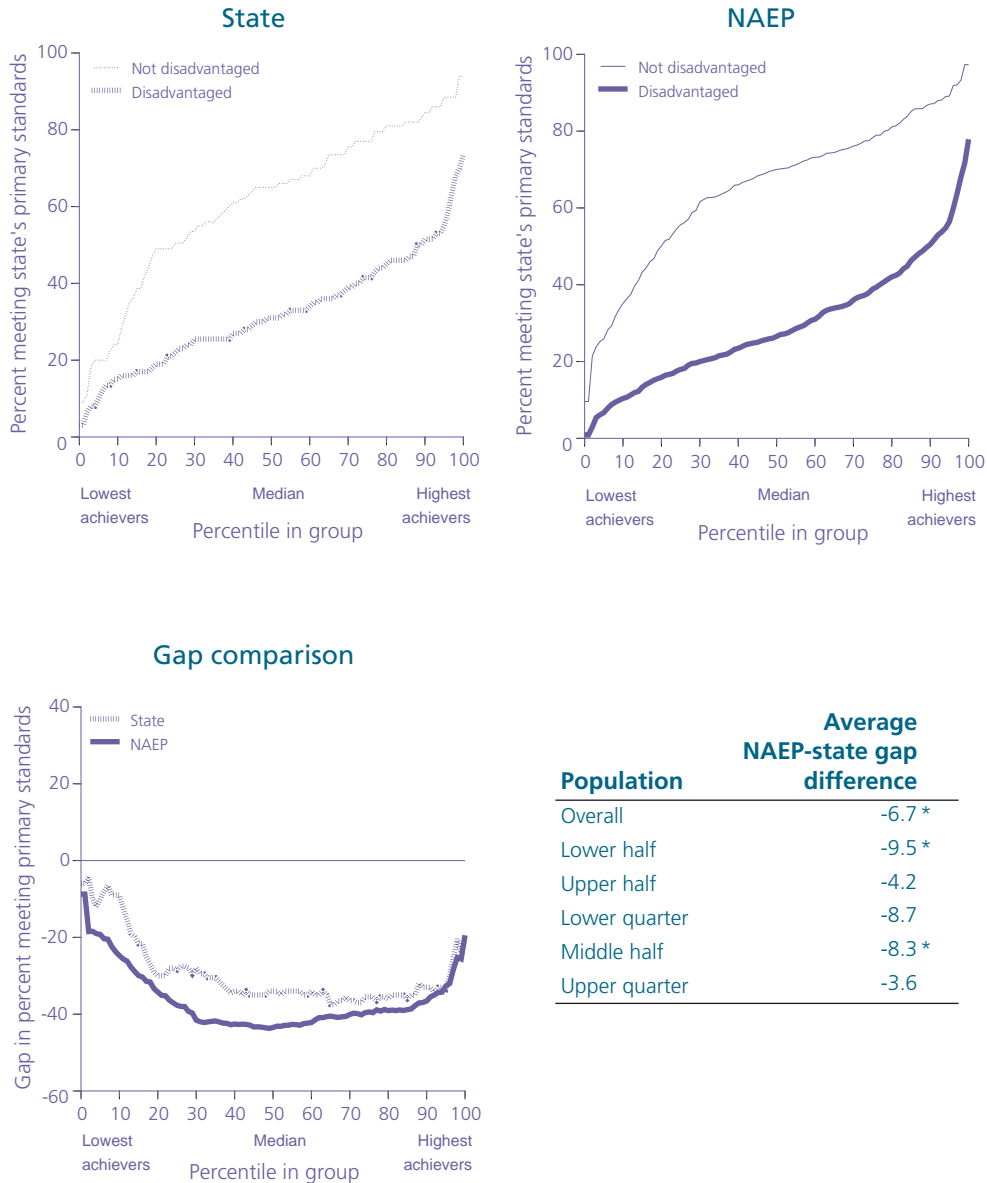 State
Percent meeting state's primary standards
100
80
60
40
20
0
Not disadvantaged
Disadvantaged
0 10 20 30 40 50 60 70 80 90 100
Lowest achievers
Median
Highest achievers
Percentile in group
NAEP
Percent meeting state's primary standards
100
80
60
40
20
0
Not disadvantaged
Disadvantaged
0 10 20 30 40 50 60 70 80 90 100
Lowest achievers
Median
Highest achievers
Percentile in group
Gap comparison
Gap in percent meeting primary standards
40
20
0
-20
-40
-60
State
NAEP
0 10 20 30 40 50 60 70 80 90 100
Lowest achievers
Median
Highest achievers
Percentile in group
Average
NAEP-state gap
Population difference
Overall -6.7 *
Lower half -9.5 *
Upper half -4.2
Lower quarter -8.7
Middle half -8.3 *
Upper quarter -3.6